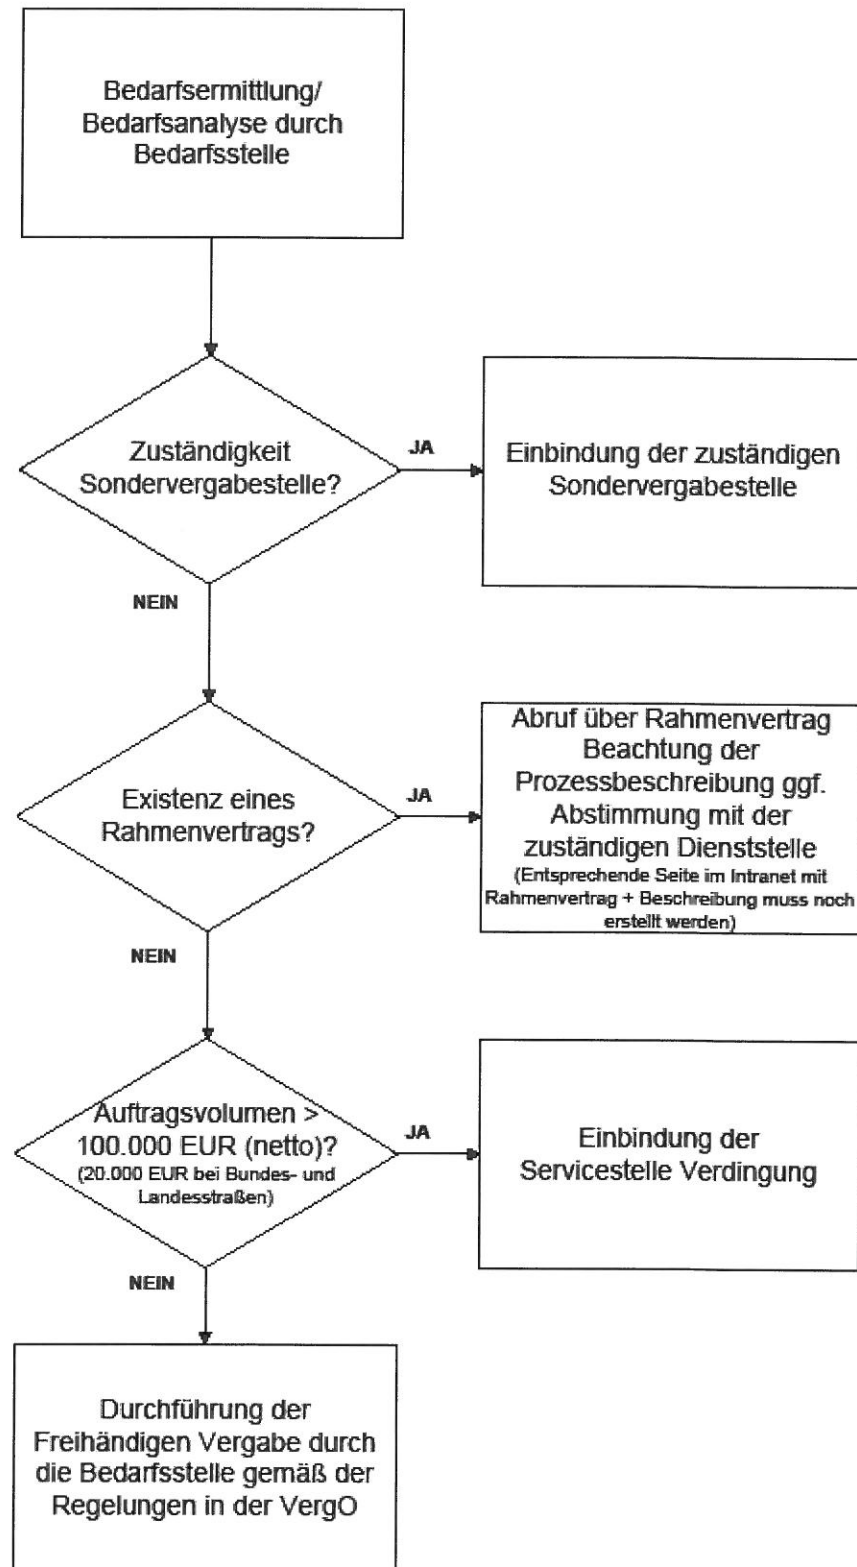 Bedarfsermittlung/
Bedarfsanalyse durch
Bedarfsstelle
Zuständigkeit
Sondervergabestelle?
JA
Einbindung der zuständigen
Sondervergabestelle
NEIN
Existenz eines
Rahmenvertrags?
JA
Abruf über Rahmenvertrag
Beachtung der
Prozessbeschreibung ggf.
Abstimmung mit der
zuständigen Dienststelle
(Entsprechende Seite im Intranet mit
Rahmenvertrag + Beschreibung muss noch
erstellt werden)
NEIN
Auftragsvolumen >
100.000 EUR (netto)?
(20.000 EUR bei Bundes- und
Landesstraßen)
JA
Einbindung der
Servicestelle Verdingung
NEIN
Durchführung der
Freihändigen Vergabe durch
die Bedarfsstelle gemäß der
Regelungen in der VergO